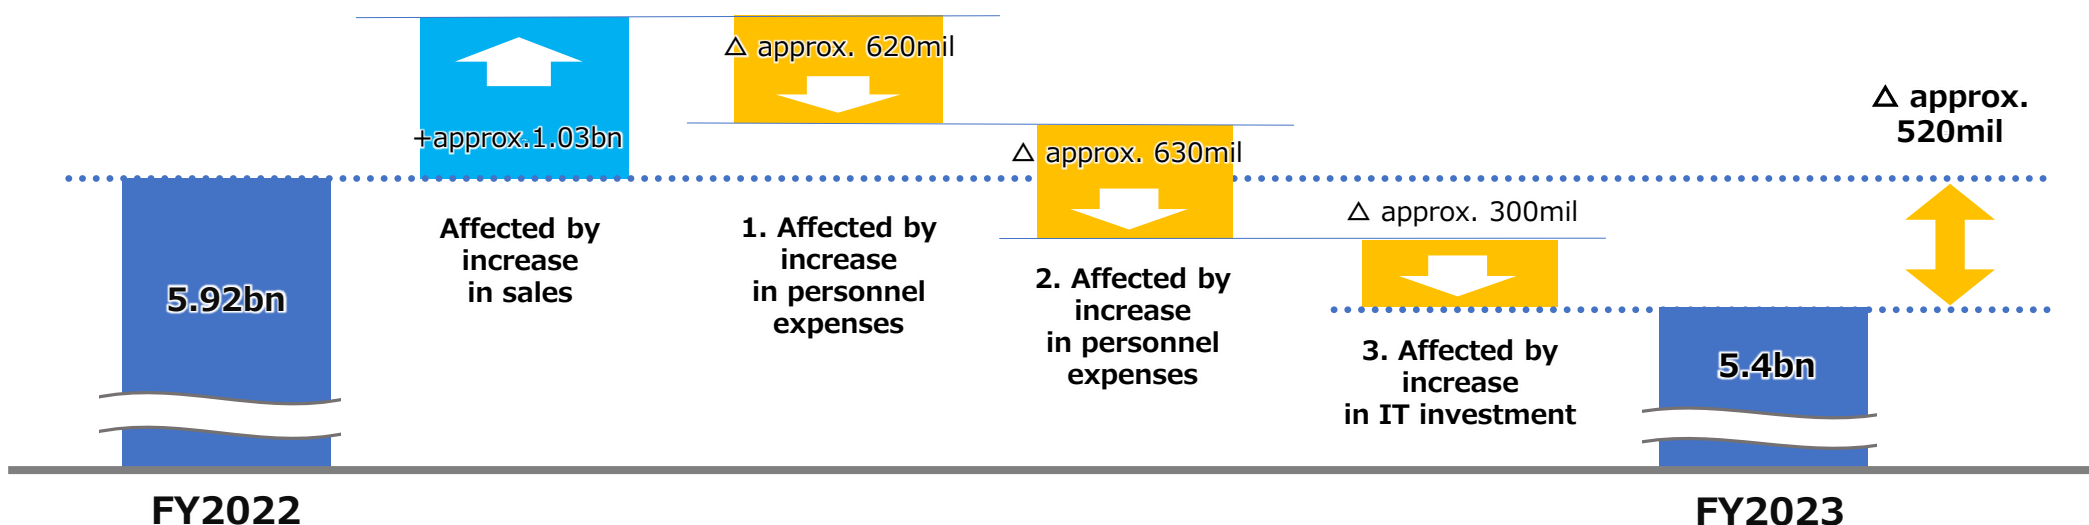 △ approx. 620mil
+approx.1.03bn
△ approx. 630mil
△ approx.
520mil
△ approx. 300mil
5.92bn
Affected by
increase
in sales
1. Affected by
increase
in personnel
expenses
2. Affected by
increase
in personnel
expenses
3. Affected by
increase
in IT investment
5.4bn
FY2022
FY2023